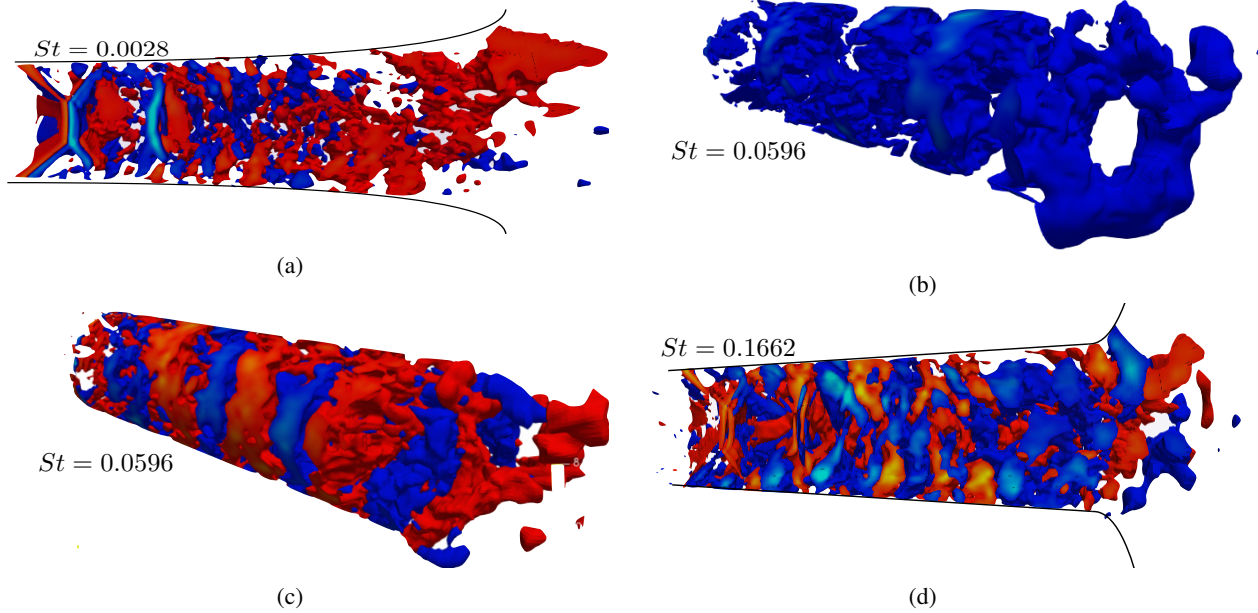 St = 0.0028
(a)
St = 0.0596
(b)
St = 0.0596
(c)
St = 0.1662
(d)